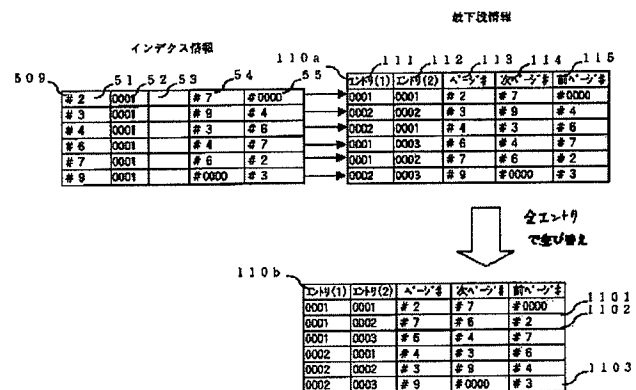 最下段情報
インデクス情報
110a 111 112 113 114 115
509 51 52 53 54 55
エントリ(1) エントリ(2) ページ# 次ページ# 前ページ#
# 2 0001 # 7 #0000
0001 0001 # 2 # 7 #0000
# 3 0001 # 9 # 4
0002 0002 # 3 # 9 # 4
# 4 0001 # 3 # 6
0002 0001 # 4 # 3 # 6
# 6 0001 # 4 # 7
0001 0003 # 6 # 4 # 7
# 7 0001 # 6 # 2
0001 0002 # 7 # 6 # 2
# 9 0001 #0000 # 3
0002 0003 # 9 #0000 # 3
全エントリ
で並び替え
110b
エントリ(1) エントリ(2) ページ# 次ページ# 前ページ#
0001 0001 # 2 # 7 #0000
1101
0001 0002 # 7 # 6 # 2
1102
0001 0003 # 6 # 4 # 7
0002 0001 # 4 # 3 # 6
0002 0002 # 3 # 9 # 4
1103
0002 0003 # 9 #0000 # 3